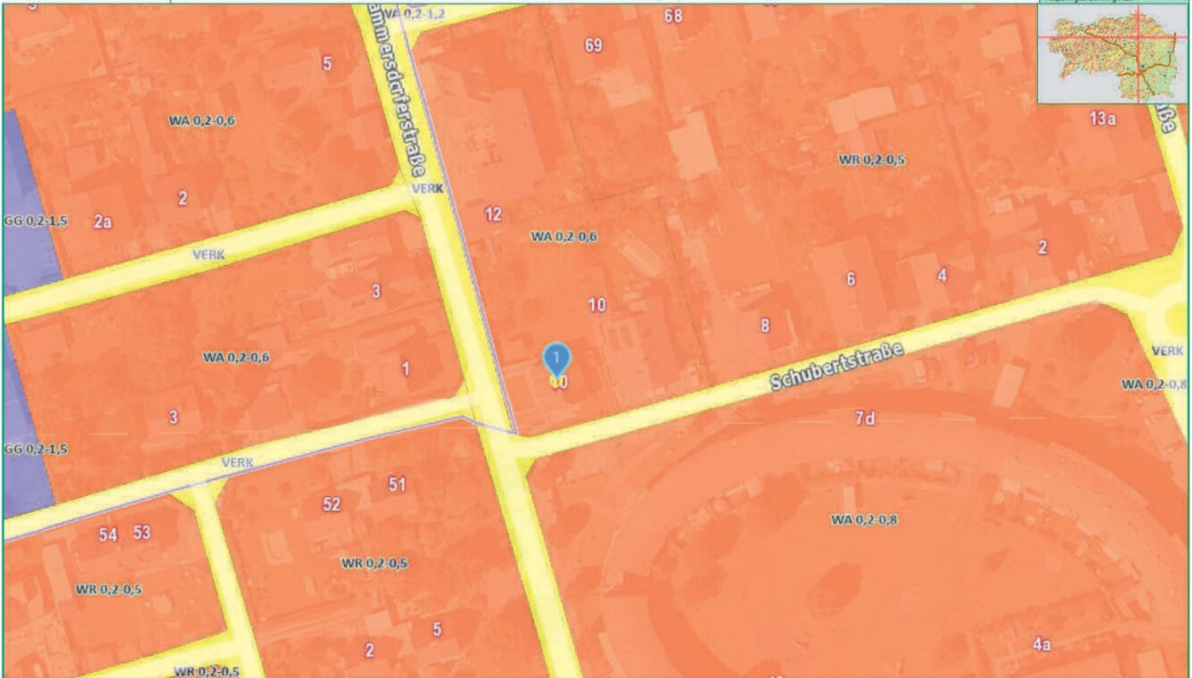 VA 0,2-1,2
68
69
5
13a
WA 0,2-0,6
ammersdorferstraße
aße
WR 0,2-0,5
VERK
2
2a
GG 0,2-1,5
12
WA 0,2-0,6
2
VERK
6
4
3
10
8
WA 0,2-0,6
1
1
Schubertstraße
VERK
WA 0,2-0,8
3
7d
GG 0,2-1,5
VERK
51
52
54
53
WA 0,2-0,8
WR 0,2-0,5
WR 0,2-0,5
5
2
4a
WR 0,2-0,5